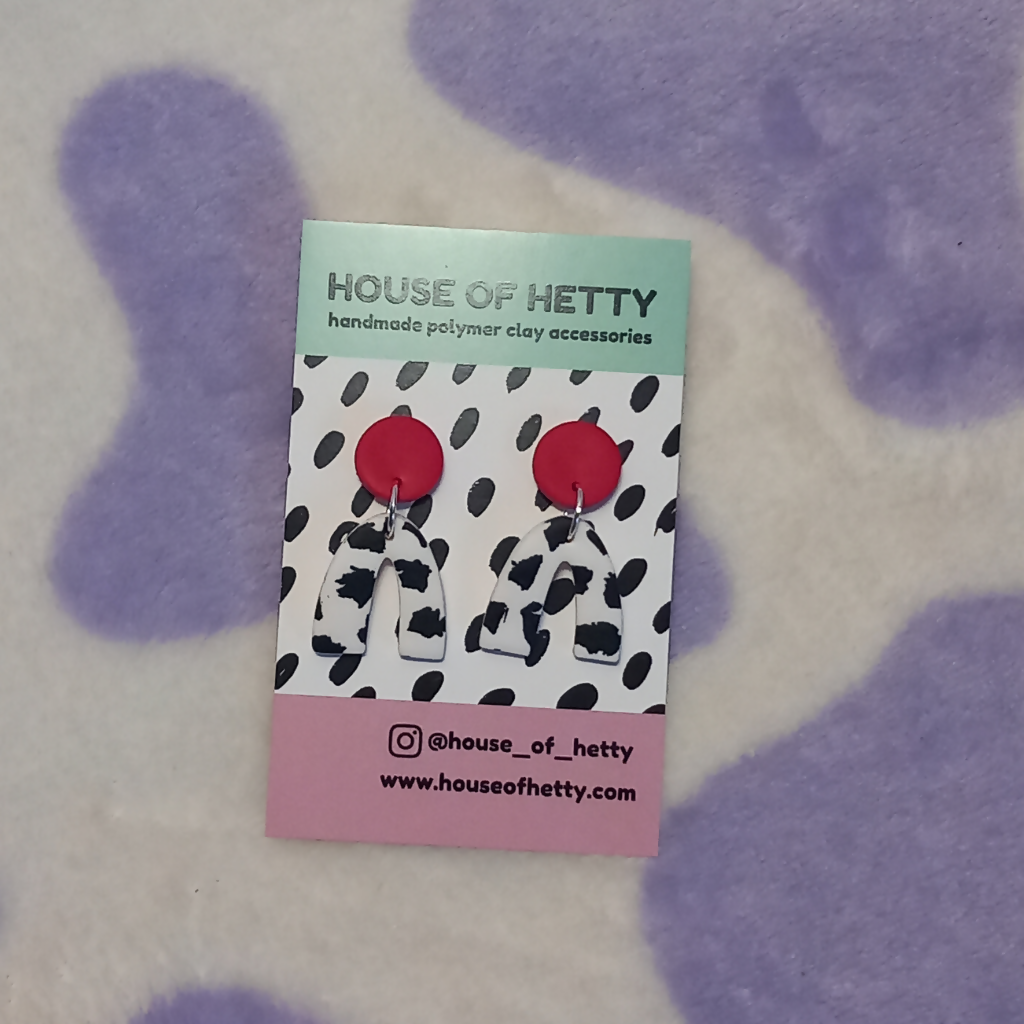 HOUSE OF HETTY
handmade polymer clay accessories
@house_of_hetty
www.houseofhetty.com